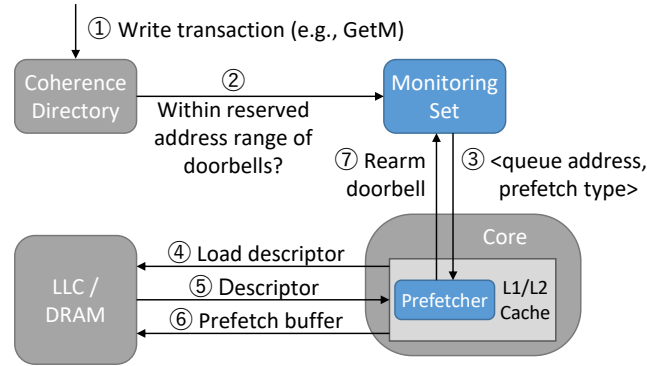 ① Write transaction (e.g., GetM)
Coherence
Directory
②
Within reserved
address range of
doorbells?
Monitoring
Set
⑦ Rearm
doorbell
③ <queue address,
prefetch type>
Core
LLC /
DRAM
④ Load descriptor
⑤ Descriptor
⑥ Prefetch buffer
Prefetcher
L1/L2
Cache